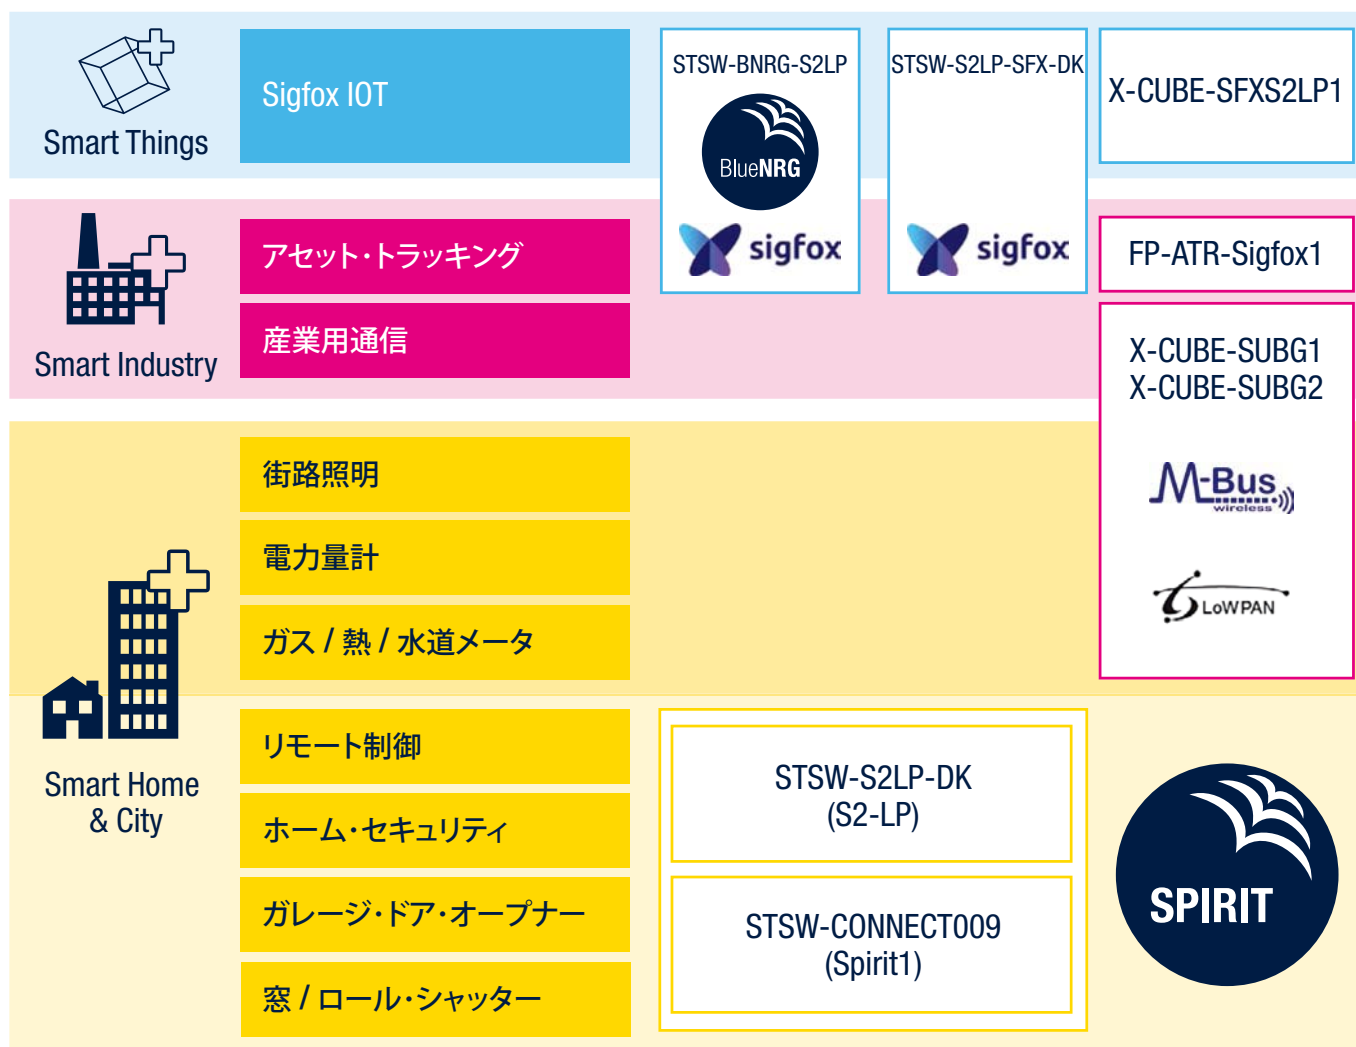 Smart Things
Sigfox IOT
STSW-BNRG-S2LP
BlueNRG
sigfox
STSW-S2LP-SFX-DK
sigfox
X-CUBE-SFXS2LP1
Smart Industry
アセット・トラッキング
産業用通信
FP-ATR-Sigfox1
X-CUBE-SUBG1
X-CUBE-SUBG2
M-Bus
wireless
6LoWPAN
Smart Home
& City
街路照明
電力量計
ガス / 熱 / 水道メータ
リモート制御
ホーム・セキュリティ
ガレージ・ドア・オープナー
窓 / ロール・シャッター
STSW-S2LP-DK
(S2-LP)
STSW-CONNECT009
(Spirit1)
SPIRIT